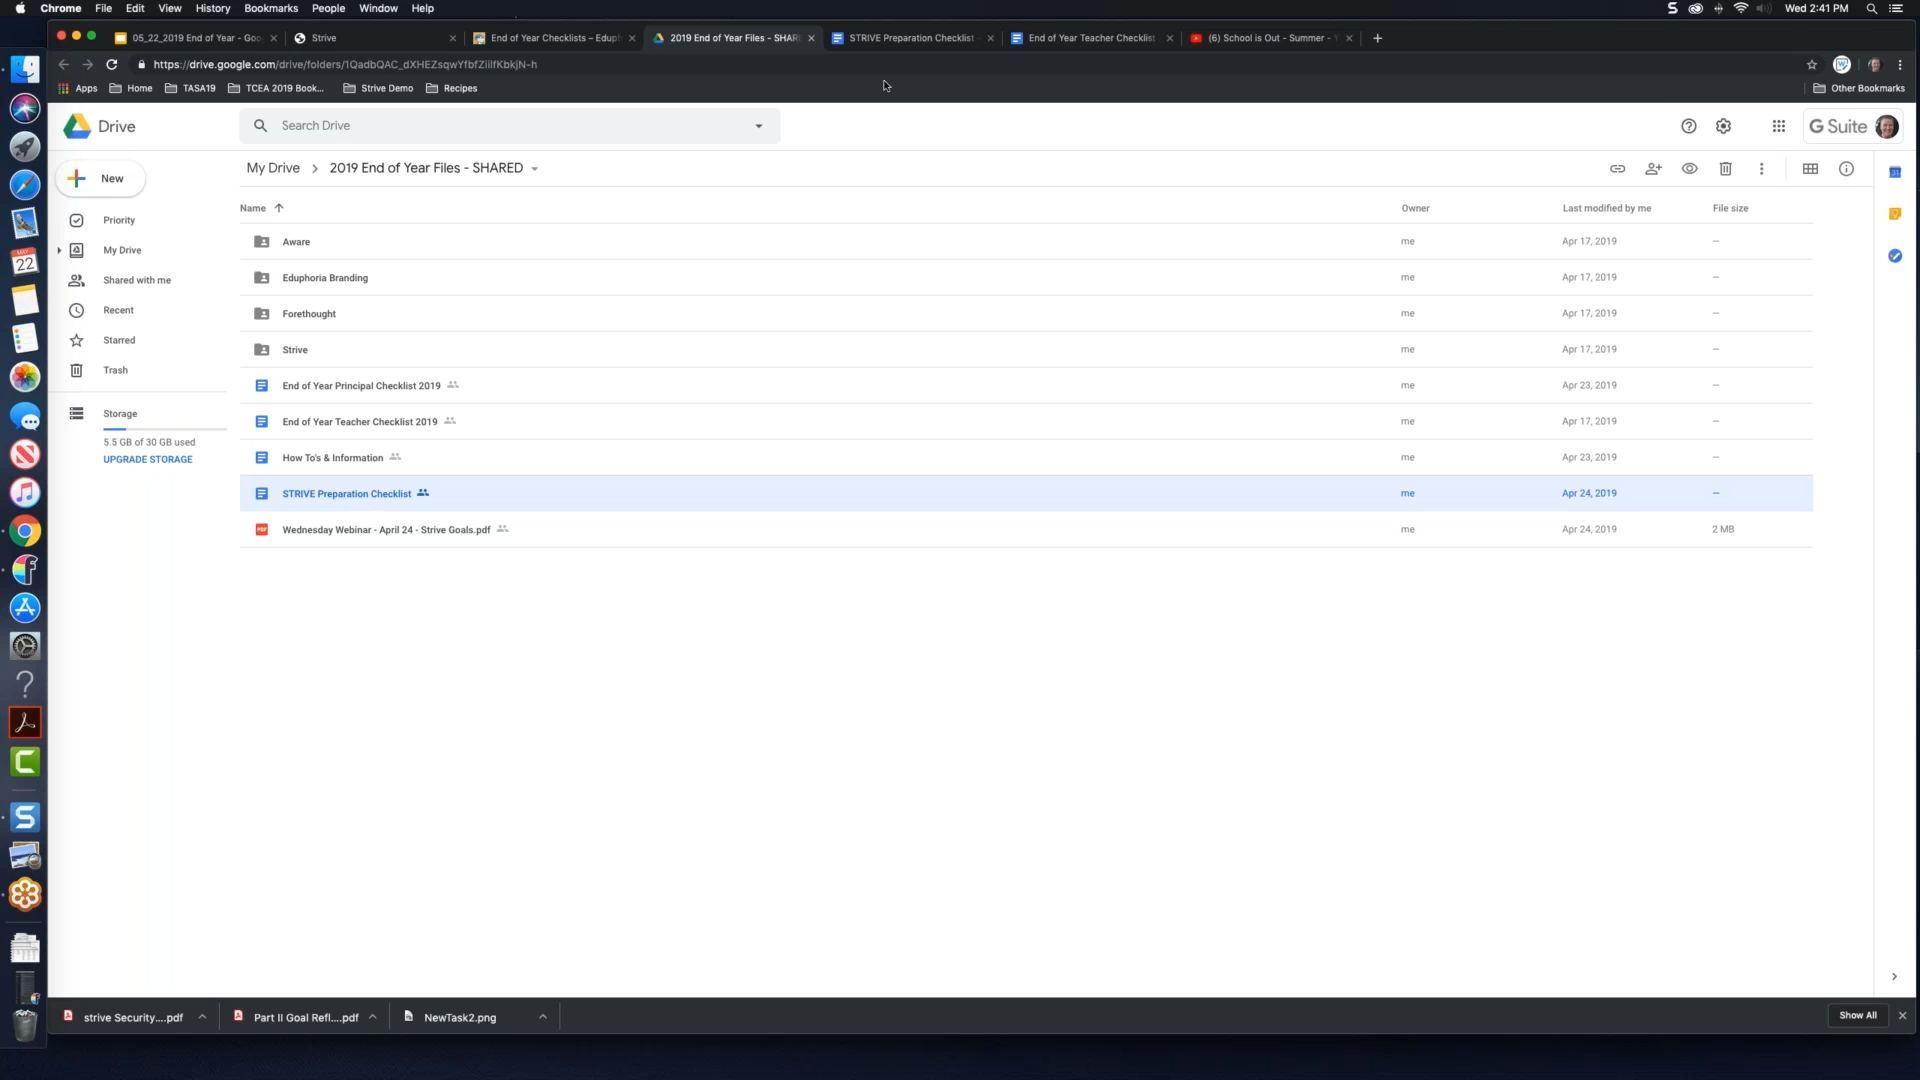 Chrome File Edit View History Bookmarks People Window Help Wed 2:41 PM
05_22_2019 End of Year - Goo
Strive
End of Year Checklists – Eduph
2019 End of Year Files - SHAR
STRIVE Preparation Checklist
End of Year Teacher Checklist
(6) School is Out - Summer - Y
https://drive.google.com/drive/folders/1QadbQAC_dXHEZsqwYfbfZiilfKbkjN-h
Apps Home TASA19 TCEA 2019 Book... Strive Demo Recipes Other Bookmarks
Drive
Search Drive
G Suite
New
My Drive > 2019 End of Year Files - SHARED
Priority
My Drive
Shared with me
Recent
Starred
Trash
Storage
5.5 GB of 30 GB used
UPGRADE STORAGE
Name Owner Last modified by me File size
Aware me Apr 17, 2019 —
Eduphoria Branding me Apr 17, 2019 —
Forethought me Apr 17, 2019 —
Strive me Apr 17, 2019 —
End of Year Principal Checklist 2019 me Apr 23, 2019 —
End of Year Teacher Checklist 2019 me Apr 17, 2019 —
How To's & Information me Apr 23, 2019 —
STRIVE Preparation Checklist me Apr 24, 2019 —
PDF Wednesday Webinar - April 24 - Strive Goals.pdf me Apr 24, 2019 2 MB
MAY
22
31
strive Security....pdf
Part II Goal Refl....pdf
NewTask2.png
Show All